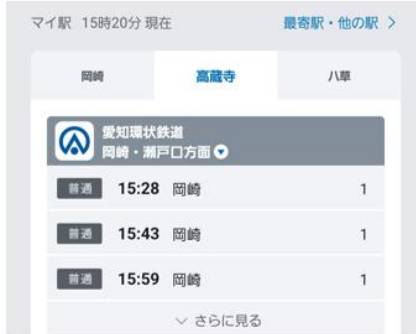 マイ駅 15時20分 現在
最寄駅・他の駅
岡崎 高蔵寺 八草
愛知環状鉄道
岡崎・瀬戸口方面
普通 15:28 岡崎 1
普通 15:43 岡崎 1
普通 15:59 岡崎 1
さらに見る